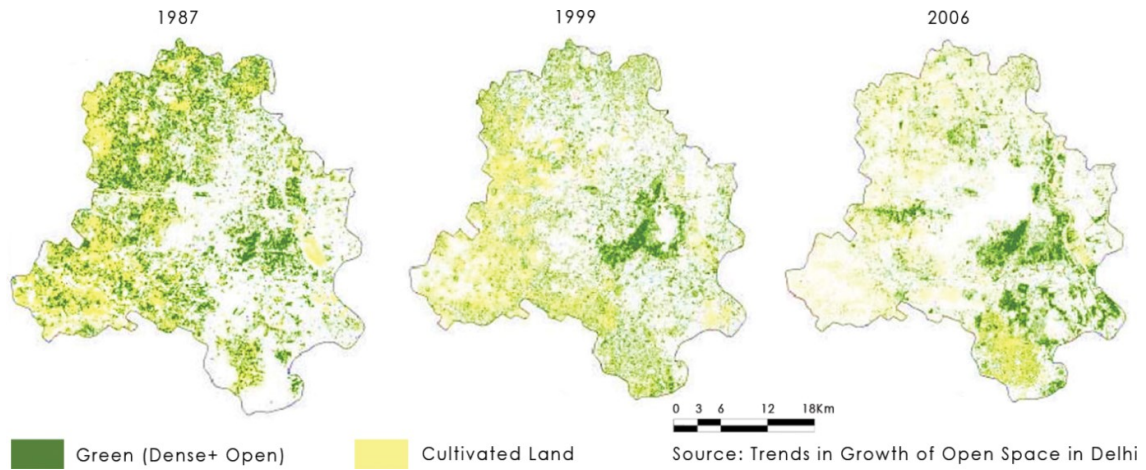 1987
1999
2006
0 3 6 12 18Km
Green (Dense+ Open)
Cultivated Land
Source: Trends in Growth of Open Space in Delhi